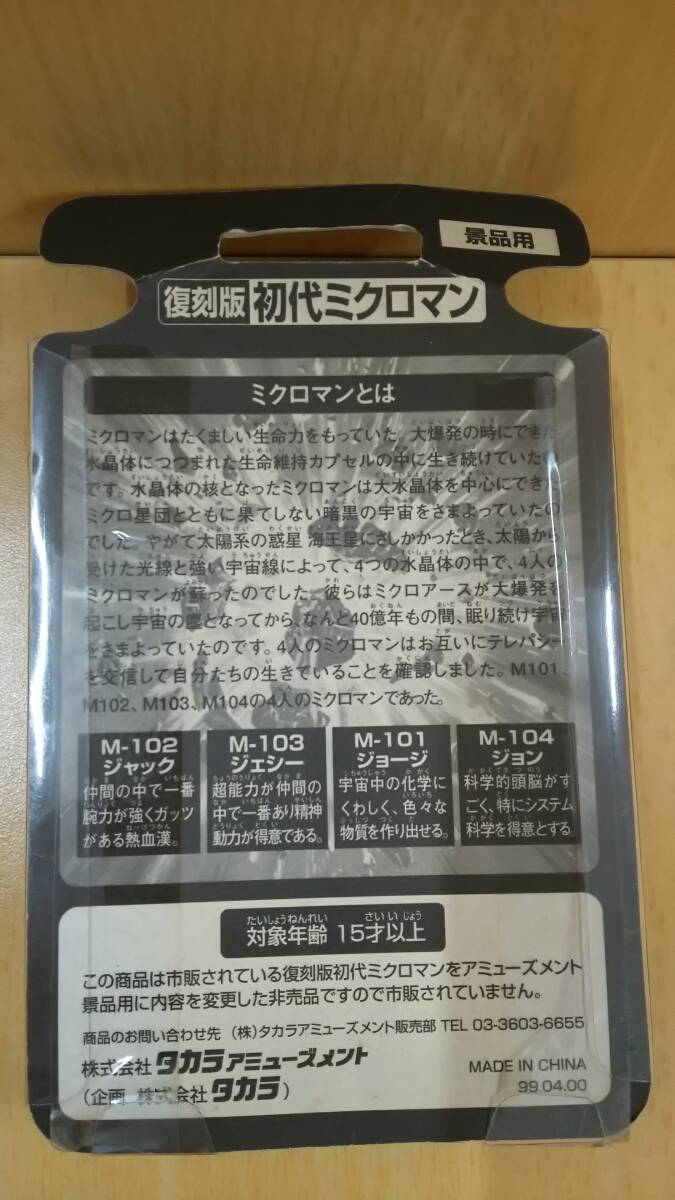 景品用
復刻版 初代ミクロマン
ミクロマンとは
ミクロマンはたくましい生命力をもっていた。大爆発の時にできた
水晶体につつまれた生命維持カプセルの中に生き続けていたの
です。水晶体の核となったミクロマンは大水晶体を中心にできた
ミクロ星団とともに果てしない暗黒の宇宙をさまよっていたの
でした。やがて太陽系の惑星 海王星にさしかかったとき、太陽から
受けた光線と強い宇宙線によって、4つの水晶体の中で、4人の
ミクロマンが蘇ったのでした。彼らはミクロアースが大爆発を
起こし宇宙の塵となってから、なんと40億年もの間、眠り続け宇宙
をさまよっていたのです。4人のミクロマンはお互いにテレパシー
を交信して自分たちの生きていることを確認しました。M101、
M102、M103、M104の4人のミクロマンであった。
M-102
ジャック
仲間の中で一番
腕力が強くガッツ
がある熱血漢。
M-103
ジェシー
超能力が仲間の
中で一番あり精神
動力が得意である。
M-101
ジョージ
宇宙中の化学に
くわしく、色々な
物質を作り出せる。
M-104
ジョン
科学的頭脳がす
ごく、特にシステム
科学を得意とする。
たいしょうねんれい さいいじょう
対象年齢 15才以上
この商品は市販されている復刻版初代ミクロマンをアミューズメント
景品用に内容を変更した非売品ですので市販されていません。
商品のお問い合わせ先 (株)タカラアミューズメント販売部 TEL 03-3603-6655
株式会社 タカラアミューズメント
(企画 株式会社 タカラ)
MADE IN CHINA
99.04.00